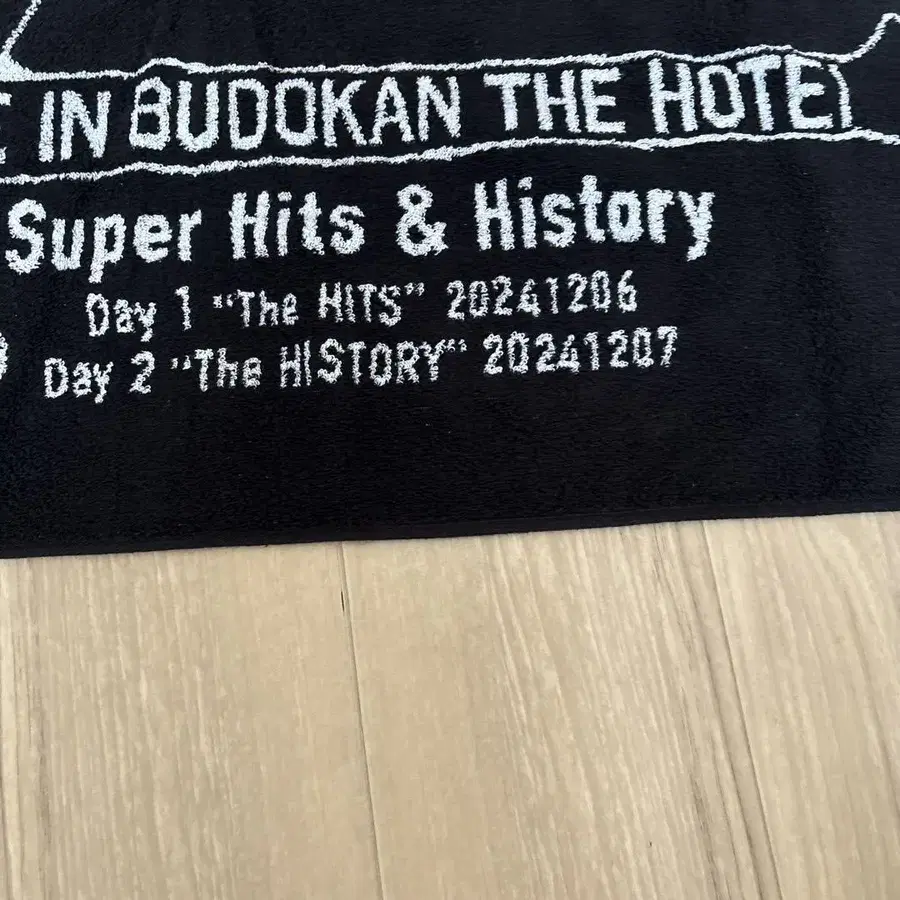 IN BUDOKAN THE HOTEI
Super Hits & History
Day 1 "The HITS" 20241206
Day 2 "The HISTORY" 20241207